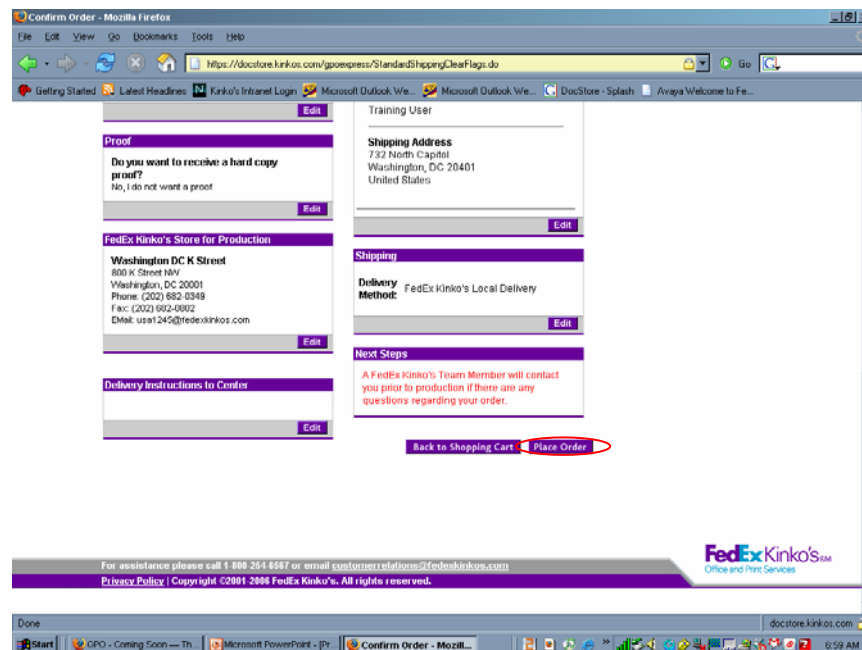 Confirm Order - Mozilla Firefox
File Edit View Go Bookmarks Tools Help
https://docstore.kinkos.com/gpoexpress/StandardShippingClearFlags.do
Go
Getting Started Latest Headlines Kinko's Intranet Login Microsoft Outlook We... Microsoft Outlook We... DocStore - Splash Avaya Welcome to Fe...
Edit
Proof
Do you want to receive a hard copy
proof?
No, I do not want a proof
Edit
FedEx Kinko's Store for Production
Washington DC K Street
800 K Street NW
Washington, DC 20001
Phone: (202) 682-0349
Fax: (202) 682-0802
EMail: usa1245@fedexkinkos.com
Edit
Delivery Instructions to Center
Edit
Training User
Shipping Address
732 North Capitol
Washington, DC 20401
United States
Edit
Shipping
Delivery Method: FedEx Kinko's Local Delivery
Edit
Next Steps
A FedEx Kinko's Team Member will contact
you prior to production if there are any
questions regarding your order.
Back to Shopping Cart Place Order
FedEx Kinko's SM
Office and Print Services
For assistance please call 1-800-254-6567 or email customerrelations@fedexkinkos.com
Privacy Policy | Copyright ©2001-2006 FedEx Kinko's. All rights reserved.
Done docstore.kinkos.com
Start GPO - Coming Soon — Th... Microsoft PowerPoint - [Pr... Confirm Order - Mozill... 6:59 AM